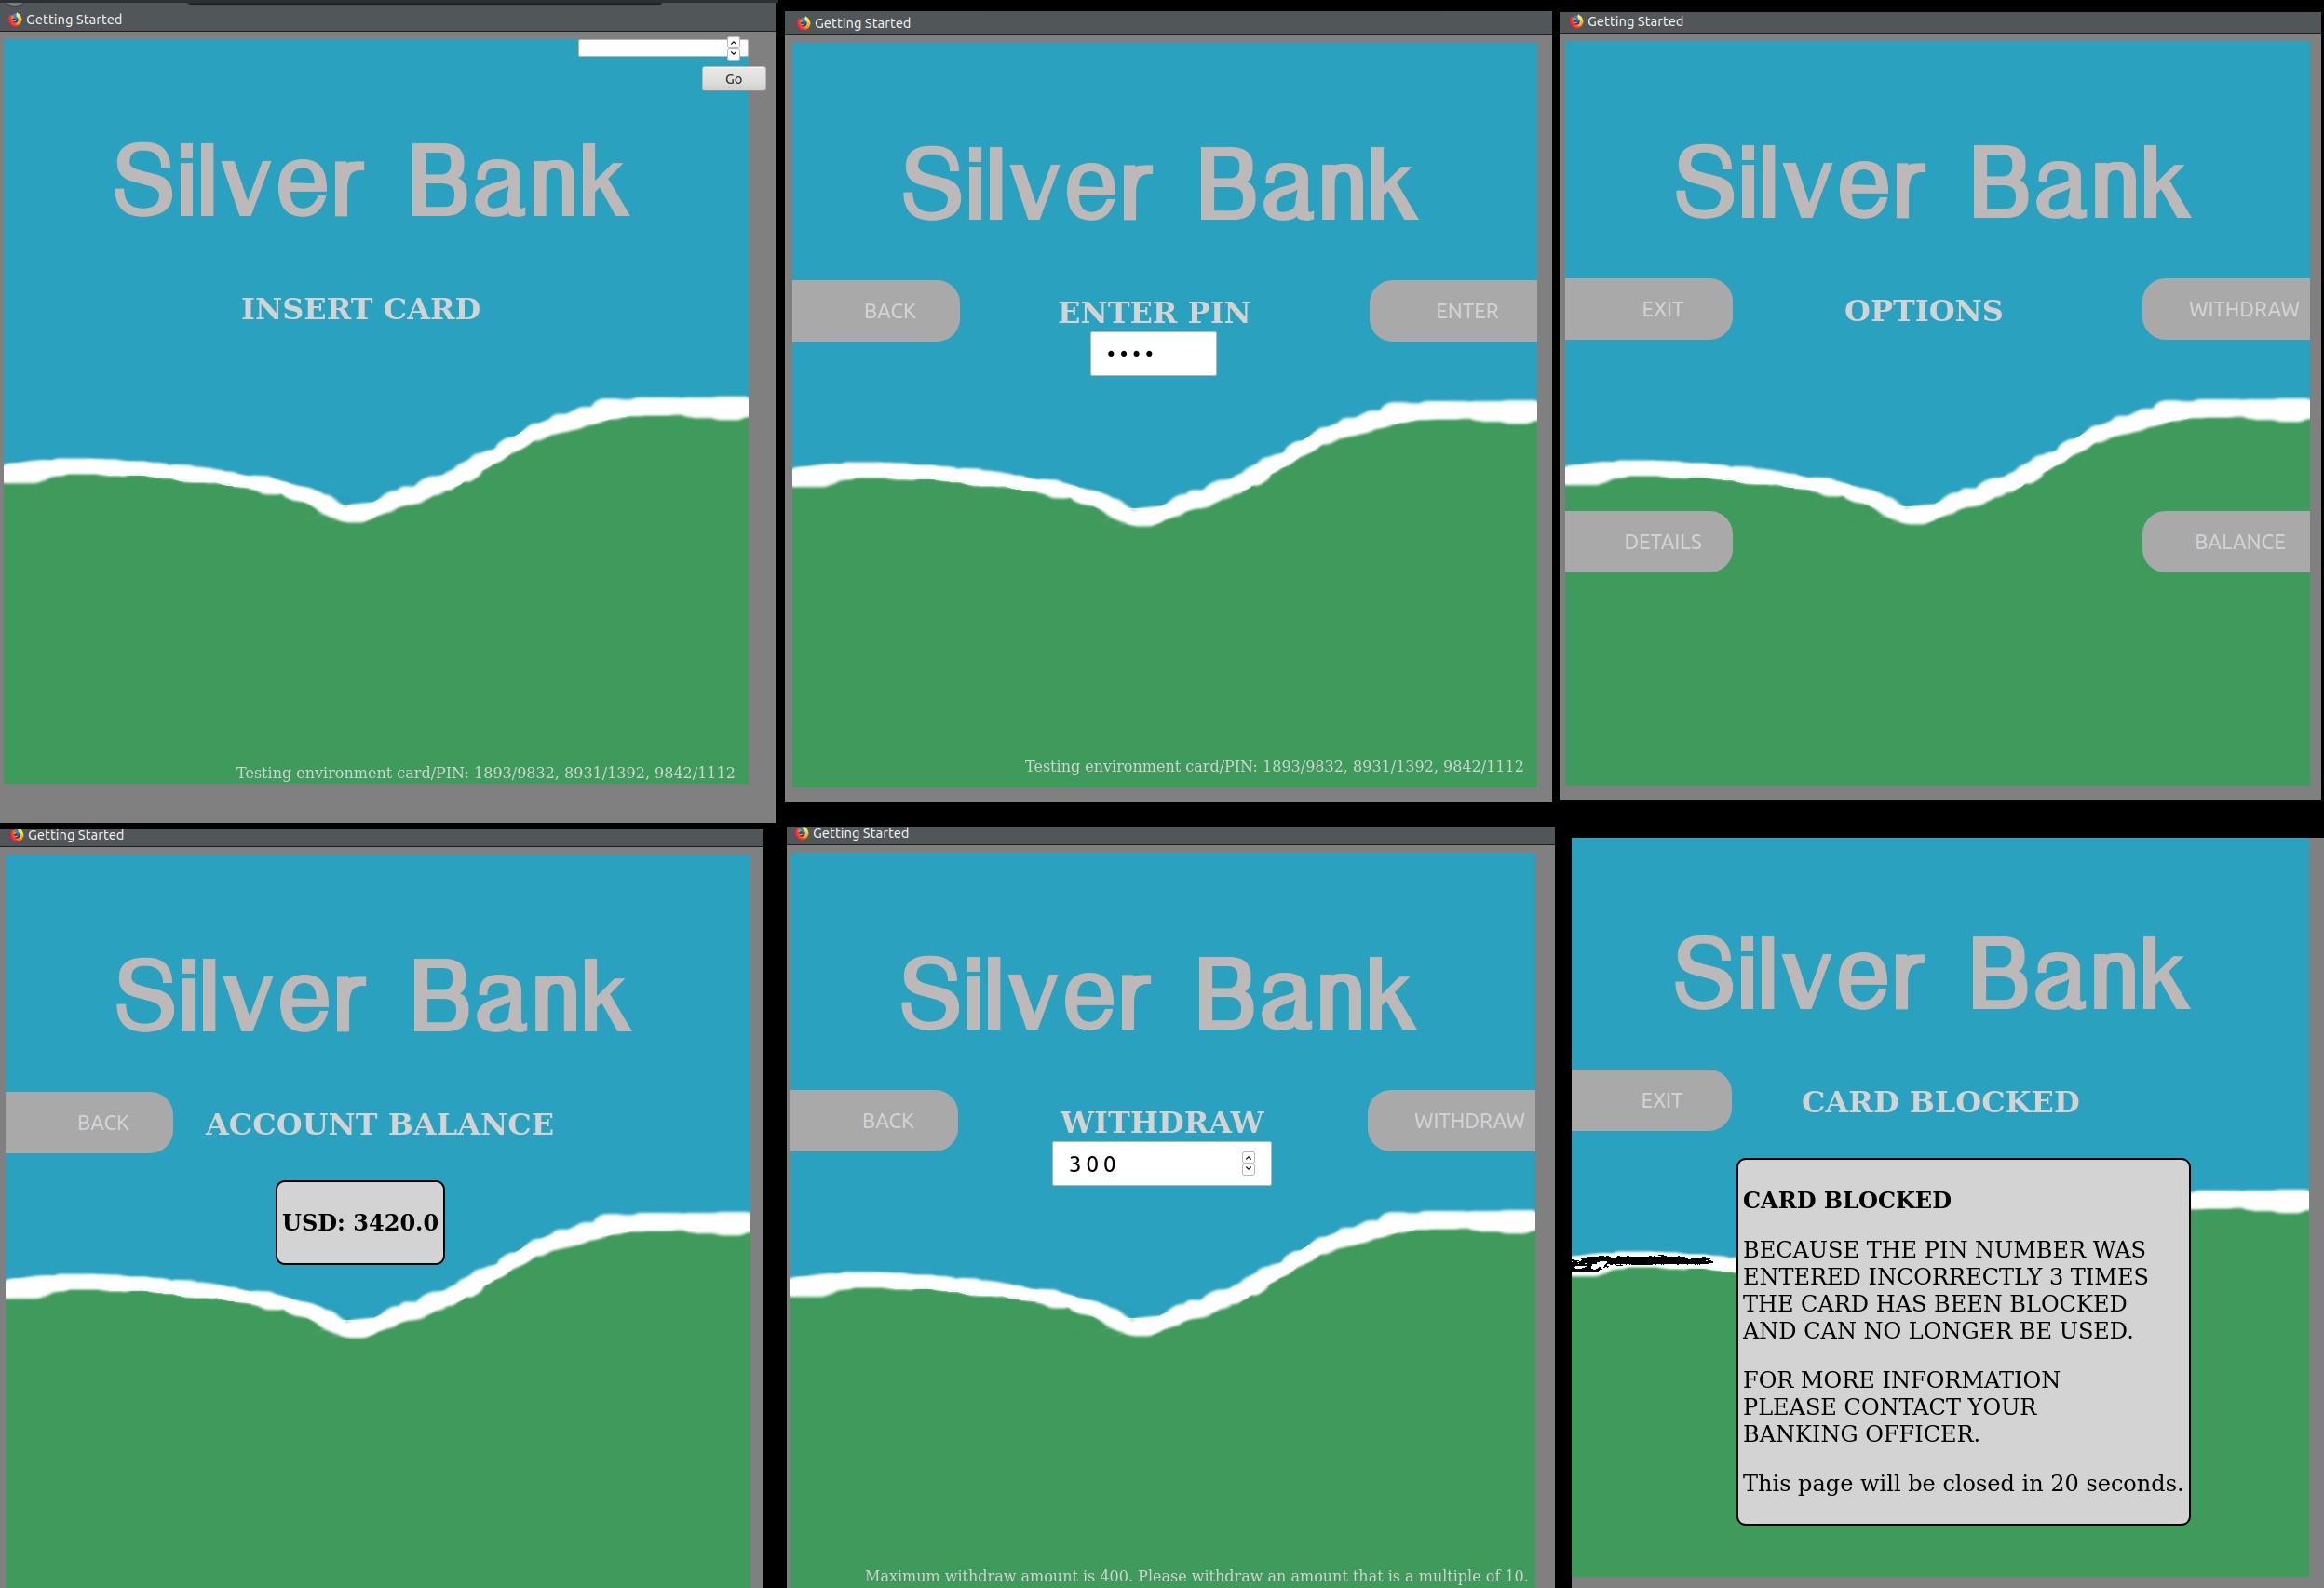 Getting Started
Go
Silver Bank
INSERT CARD
Testing environment card/PIN: 1893/9832, 8931/1392, 9842/1112
Getting Started
Silver Bank
BACK
ENTER PIN
ENTER
Testing environment card/PIN: 1893/9832, 8931/1392, 9842/1112
Getting Started
Silver Bank
EXIT
OPTIONS
WITHDRAW
DETAILS
BALANCE
Getting Started
Silver Bank
BACK
ACCOUNT BALANCE
USD: 3420.0
Getting Started
Silver Bank
BACK
WITHDRAW
WITHDRAW
300
Maximum withdraw amount is 400. Please withdraw an amount that is a multiple of 10.
Silver Bank
EXIT
CARD BLOCKED
CARD BLOCKED
BECAUSE THE PIN NUMBER WAS
ENTERED INCORRECTLY 3 TIMES
THE CARD HAS BEEN BLOCKED
AND CAN NO LONGER BE USED.
FOR MORE INFORMATION
PLEASE CONTACT YOUR
BANKING OFFICER.
This page will be closed in 20 seconds.